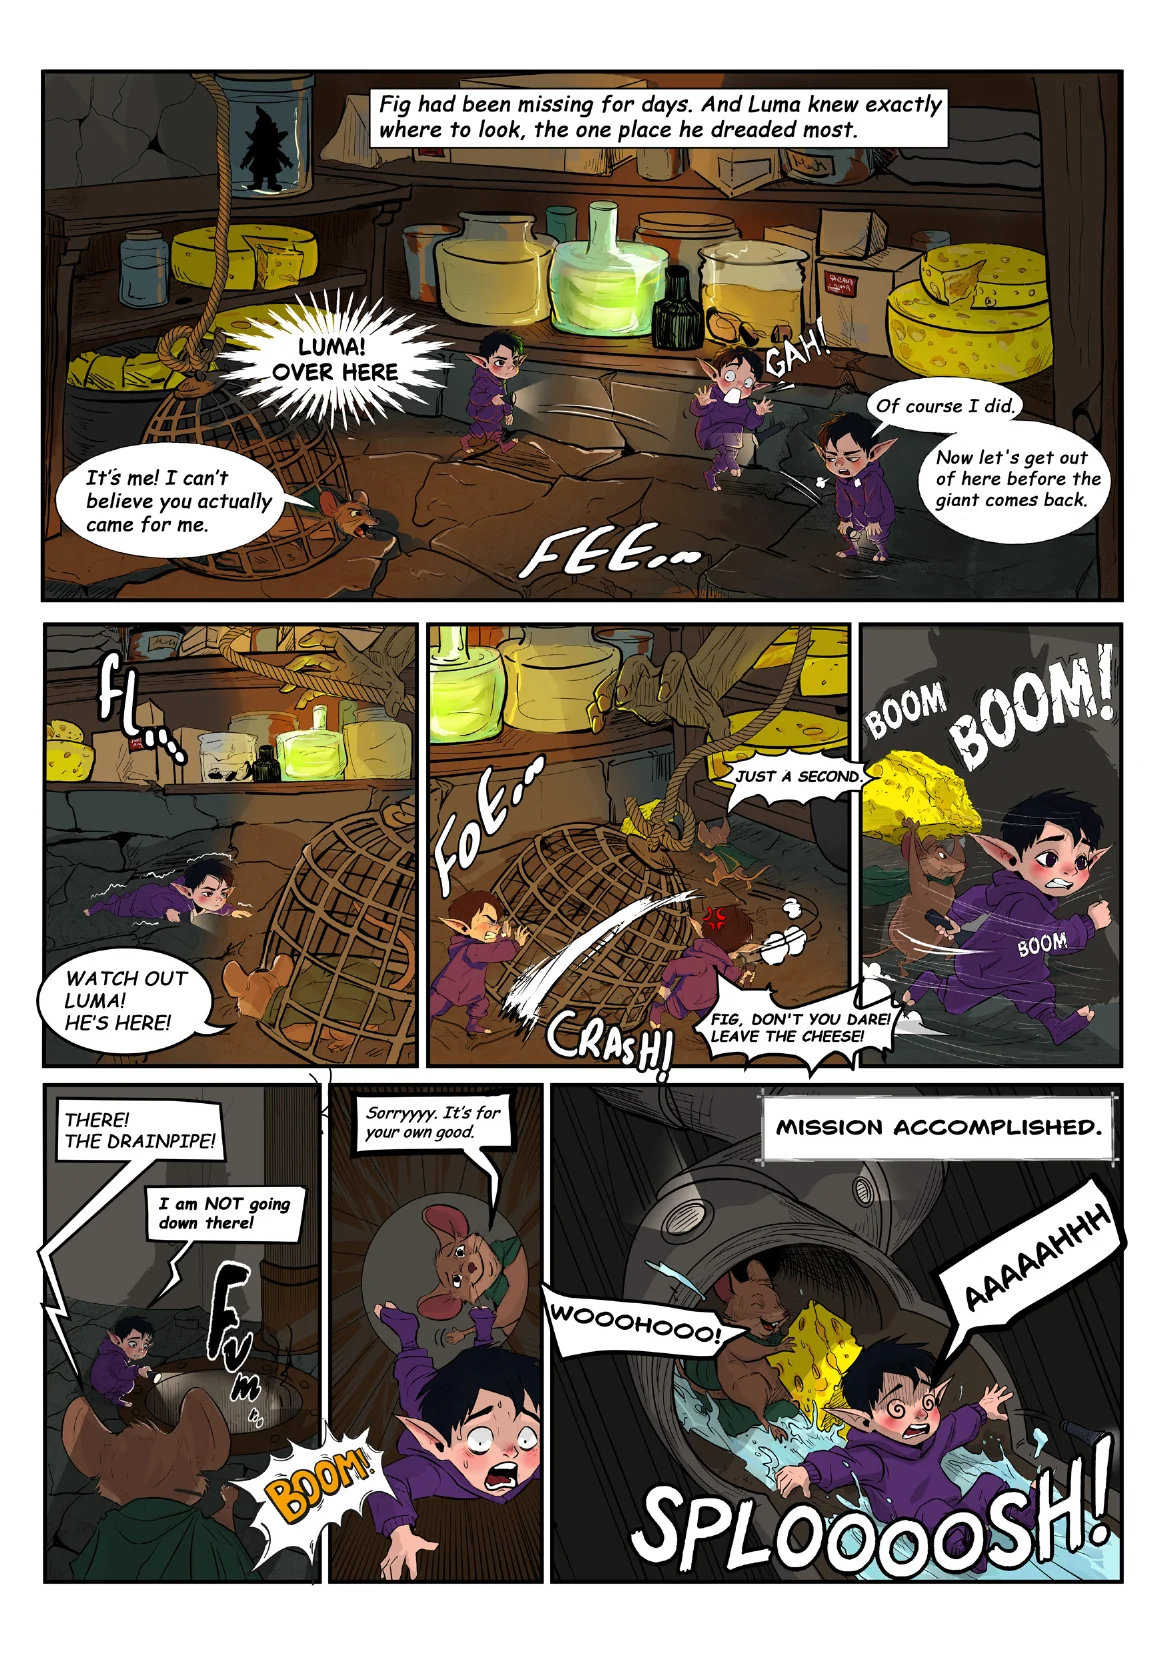 Fig had been missing for days. And Luma knew exactly
where to look, the one place he dreaded most.
LUMA!
OVER HERE
GAH!
It's me! I can't
believe you actually
came for me.
Of course I did.
Now let's get out
of here before the
giant comes back.
FEE...
FI....
WATCH OUT
LUMA!
HE'S HERE!
FOE...
JUST A SECOND.
CRASH!
FIG, DON'T YOU DARE!
LEAVE THE CHEESE!
BOOM
BOOM!
BOOM
THERE!
THE DRAINPIPE!
I am NOT going
down there!
Fum...
BOOM!
Sorryyyy. It's for
your own good.
MISSION ACCOMPLISHED.
WOOOHOOO!
AAAAAHHH
SPLOOOOSH!